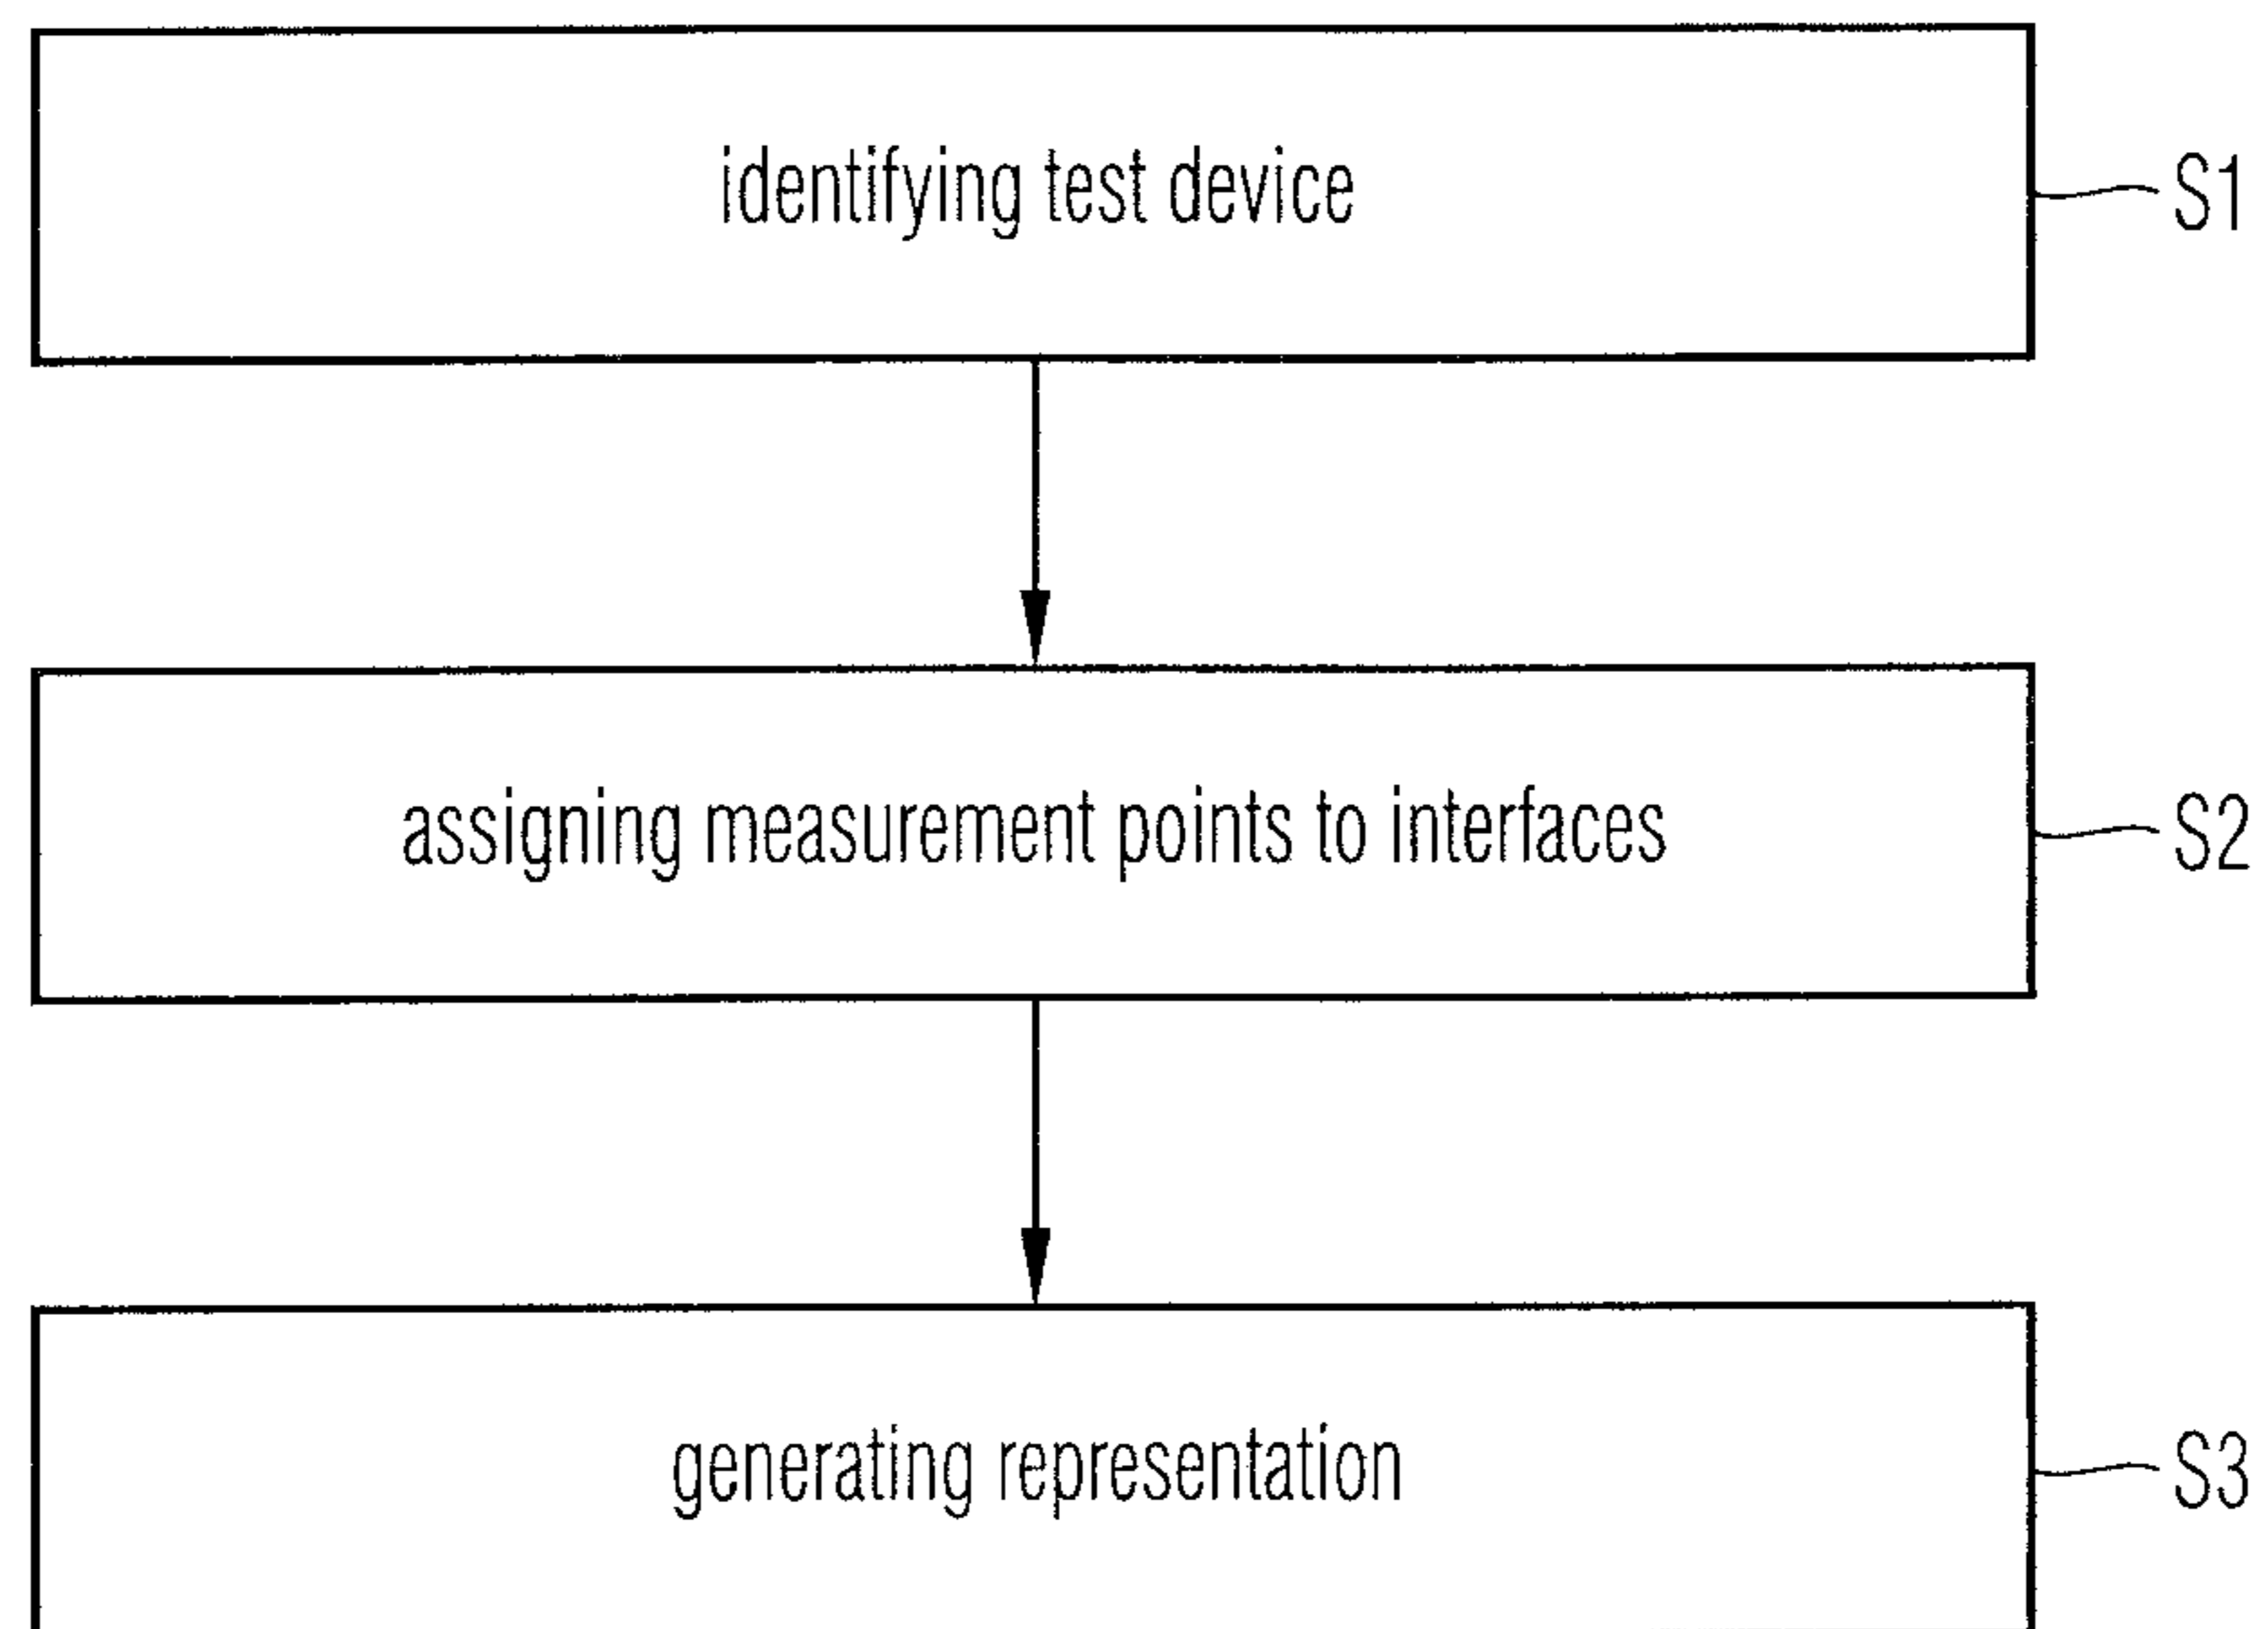 identifying test device
S1
assigning measurement points to interfaces
S2
generating representation
S3